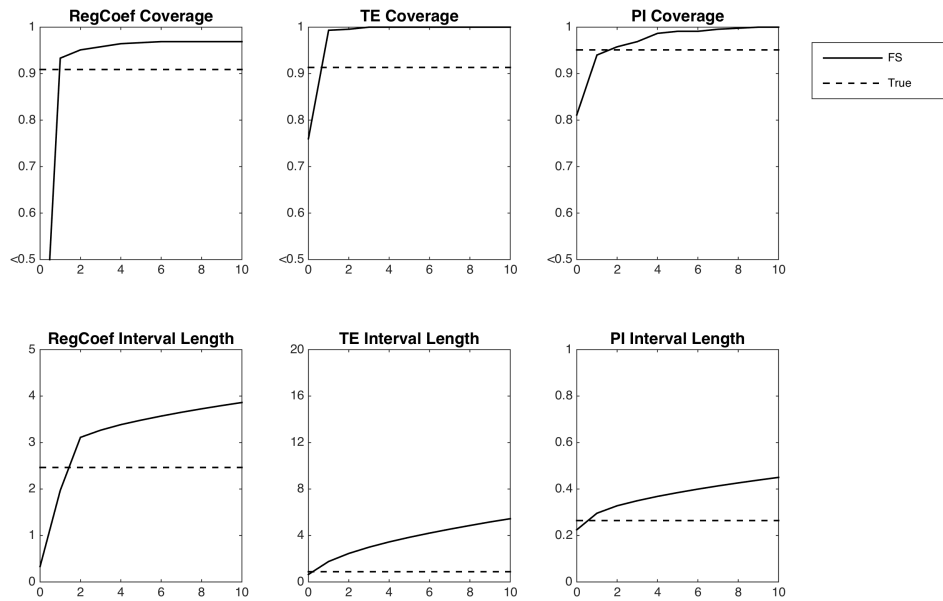 RegCoef Coverage
TE Coverage
PI Coverage
1
0.9
0.8
0.7
0.6
<0.5
0 2 4 6 8 10
1
0.9
0.8
0.7
0.6
<0.5
0 2 4 6 8 10
1
0.9
0.8
0.7
0.6
<0.5
0 2 4 6 8 10
FS
True
RegCoef Interval Length
TE Interval Length
PI Interval Length
5
4
3
2
1
0
0 2 4 6 8 10
20
16
12
8
4
0
0 2 4 6 8 10
1
0.8
0.6
0.4
0.2
0
0 2 4 6 8 10